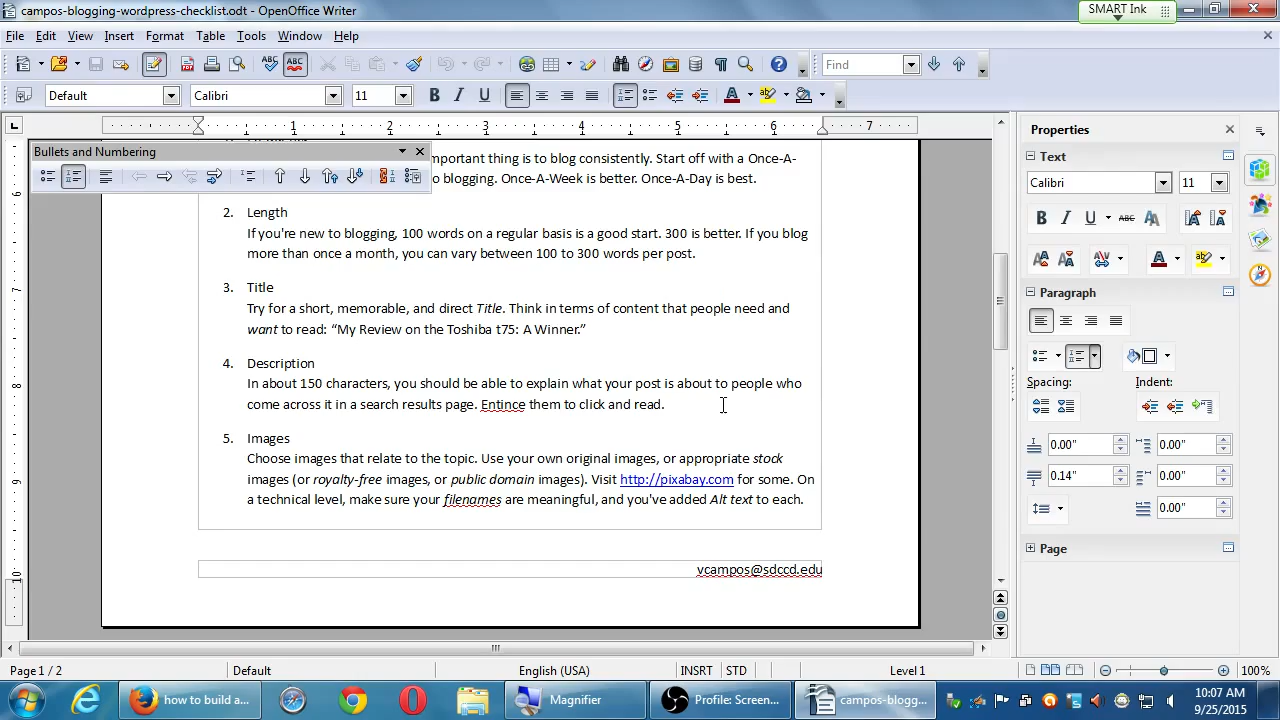 campos-blogging-wordpress-checklist.odt - OpenOffice Writer
SMART Ink
File Edit View Insert Format Table Tools Window Help
Find
Default Calibri 11
1 2 3 4 5 6 7
Properties
Bullets and Numbering
Text
mportant thing is to blog consistently. Start off with a Once-A-
o blogging. Once-A-Week is better. Once-A-Day is best.
Calibri 11
2. Length
If you're new to blogging, 100 words on a regular basis is a good start. 300 is better. If you blog
more than once a month, you can vary between 100 to 300 words per post.
3. Title
Try for a short, memorable, and direct Title. Think in terms of content that people need and
want to read: “My Review on the Toshiba t75: A Winner.”
Paragraph
4. Description
In about 150 characters, you should be able to explain what your post is about to people who
come across it in a search results page. Entince them to click and read.
Spacing: Indent:
5. Images
Choose images that relate to the topic. Use your own original images, or appropriate stock
images (or royalty-free images, or public domain images). Visit http://pixabay.com for some. On
a technical level, make sure your filenames are meaningful, and you've added Alt text to each.
0.00" 0.00"
0.14" 0.00"
0.00"
Page
vcampos@sdccd.edu
Page 1 / 2 Default English (USA) INSRT STD Level 1 100%
how to build a... Magnifier Profile: Screen... campos-blogg...
10:07 AM
9/25/2015